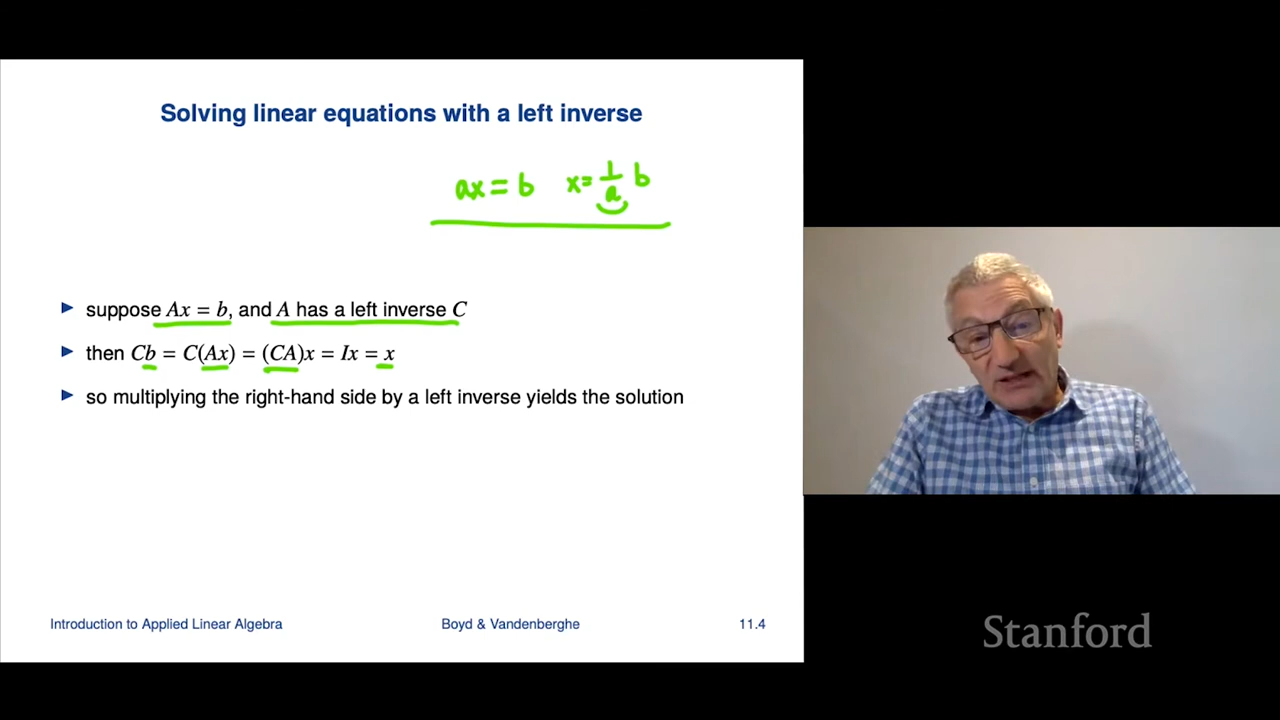 Solving linear equations with a left inverse
ax = b x = 1/a b
▶ suppose Ax = b, and A has a left inverse C
▶ then Cb = C(Ax) = (CA)x = Ix = x
▶ so multiplying the right-hand side by a left inverse yields the solution
Introduction to Applied Linear Algebra Boyd & Vandenberghe 11.4
Stanford